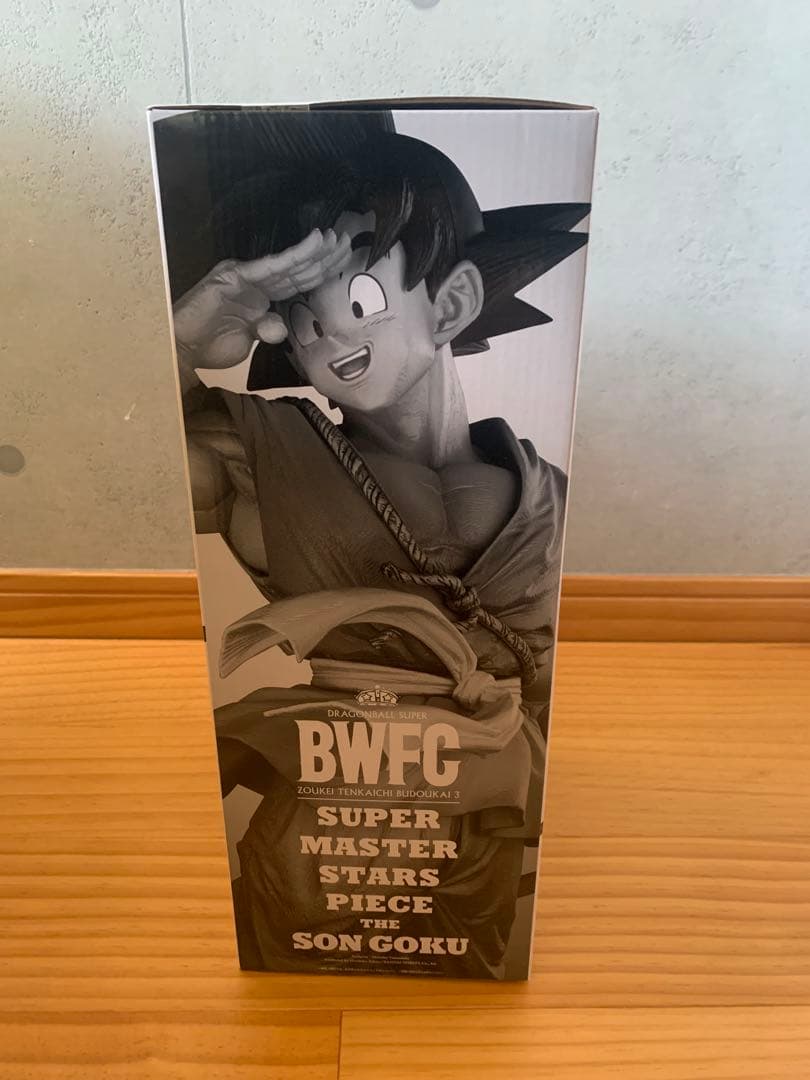 DRAGONBALL SUPER
BWFC
ZOUKEI TENKAICHI BUDOUKAI 3
SUPER
MASTER
STARS
PIECE
THE
SON GOKU